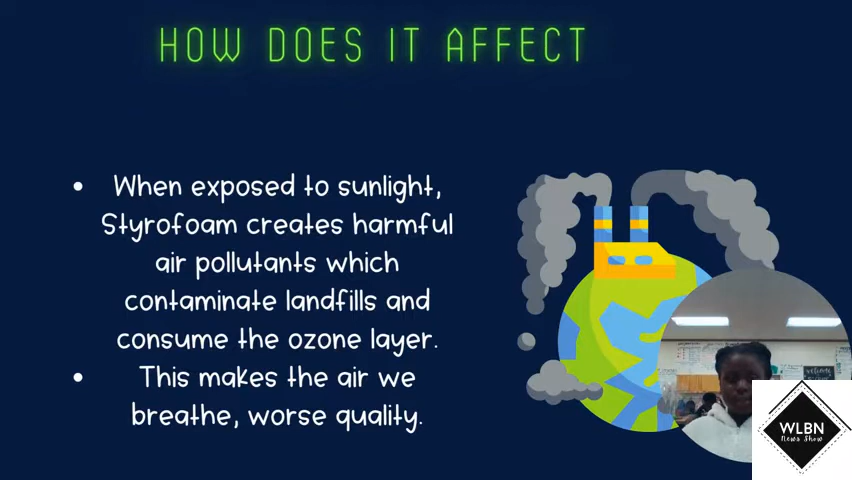 HOW DOES IT AFFECT
When exposed to sunlight,
Styrofoam creates harmful
air pollutants which
contaminate landfills and
consume the ozone layer.
This makes the air we
breathe, worse quality.
WLBN
News Show